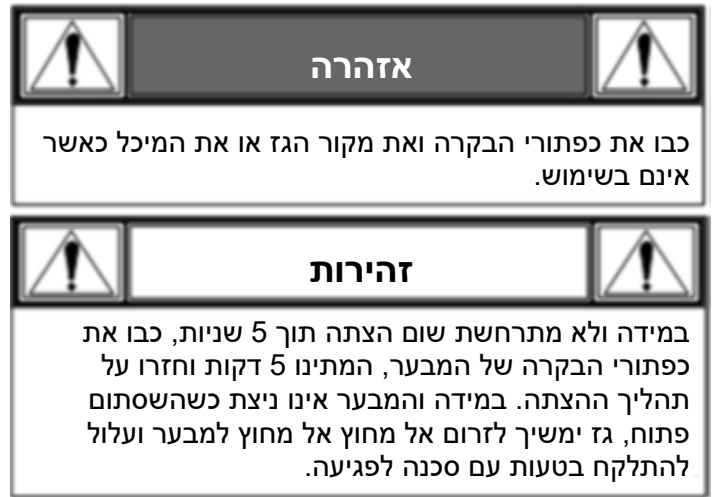 אזהרה
כבו את כפתורי הבקרה ואת מקור הגז או את המיכל כאשר
אינם בשימוש.
זהירות
במידה ולא מתרחשת שום הצתה תוך 5 שניות, כבו את
כפתורי הבקרה של המבער, המתינו 5 דקות וחזרו על
תהליך ההצתה. במידה והמבער אינו ניצת כשהשסתום
פתוח, גז ימשיך לזרום אל מחוץ אל מחוץ למבער ועלול
להתלקח בטעות עם סכנה לפגיעה.